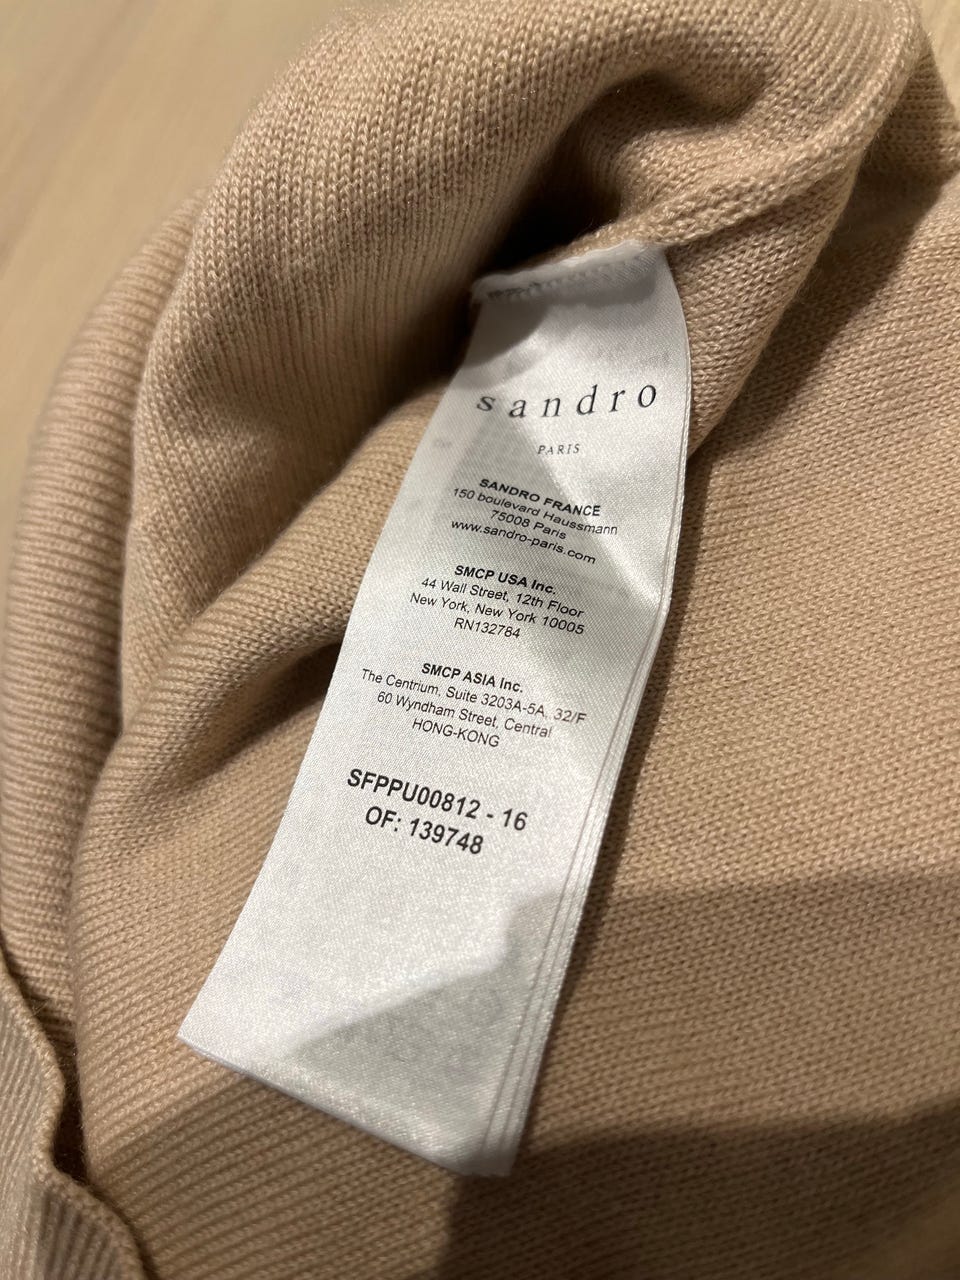 sandro
PARIS
SANDRO FRANCE
150 boulevard Haussmann
75008 Paris
www.sandro-paris.com
SMCP USA Inc.
44 Wall Street, 12th Floor
New York, New York 10005
RN132784
SMCP ASIA Inc.
The Centrium, Suite 3203A-5A, 32/F
60 Wyndham Street, Central
HONG-KONG
SFPPU00812 - 16
OF: 139748